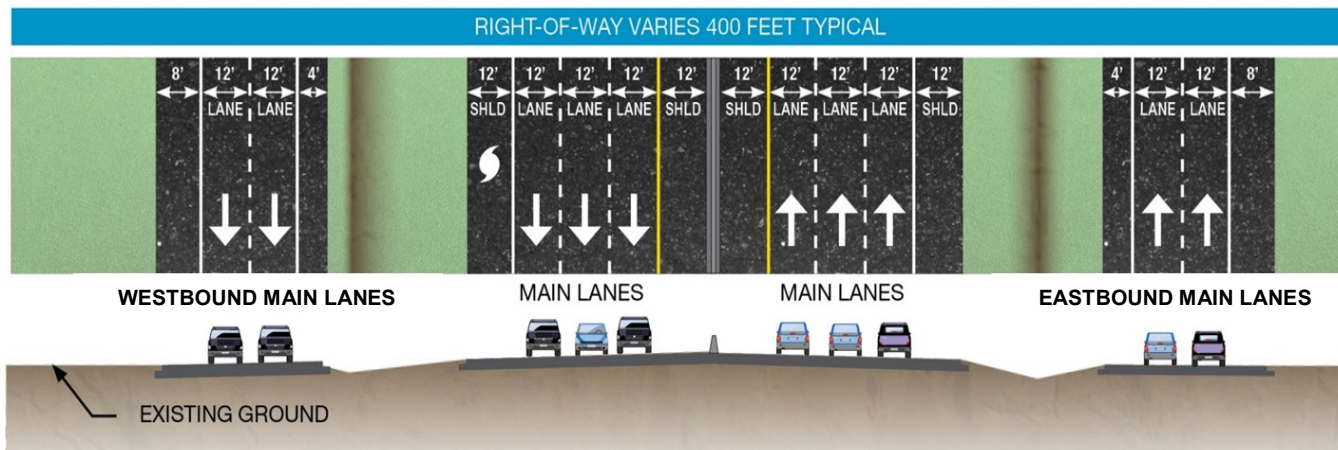 RIGHT-OF-WAY VARIES 400 FEET TYPICAL
8' 12' 12' 4' 12' 12' 12' 12' 12' 12' 12' 12' 12' 12' 4' 12' 12' 8'
LANE LANE SHLD LANE LANE LANE SHLD SHLD LANE LANE LANE SHLD LANE LANE
WESTBOUND MAIN LANES MAIN LANES MAIN LANES EASTBOUND MAIN LANES
EXISTING GROUND